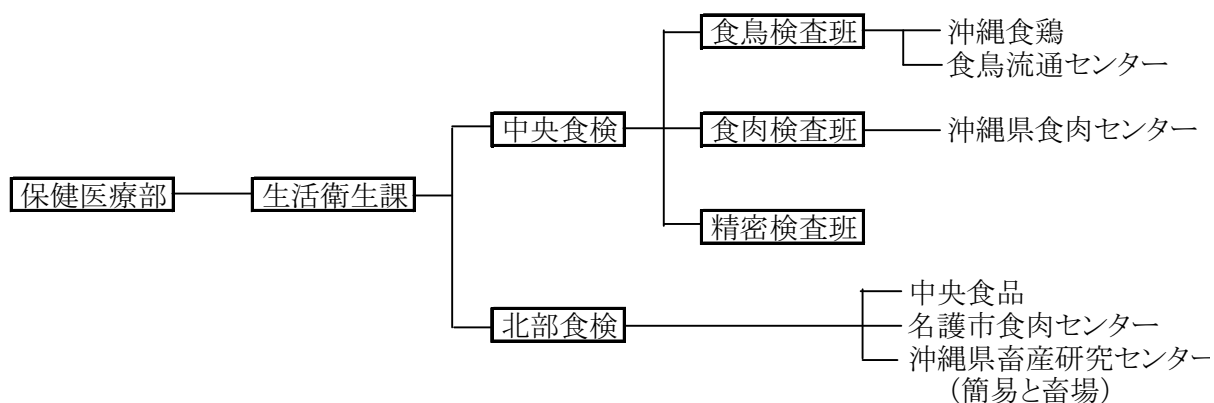 保健医療部
生活衛生課
中央食検
食鳥検査班
沖縄食鶏
食鳥流通センター
食肉検査班
沖縄県食肉センター
精密検査班
北部食検
中央食品
名護市食肉センター
沖縄県畜産研究センター
(簡易と畜場)